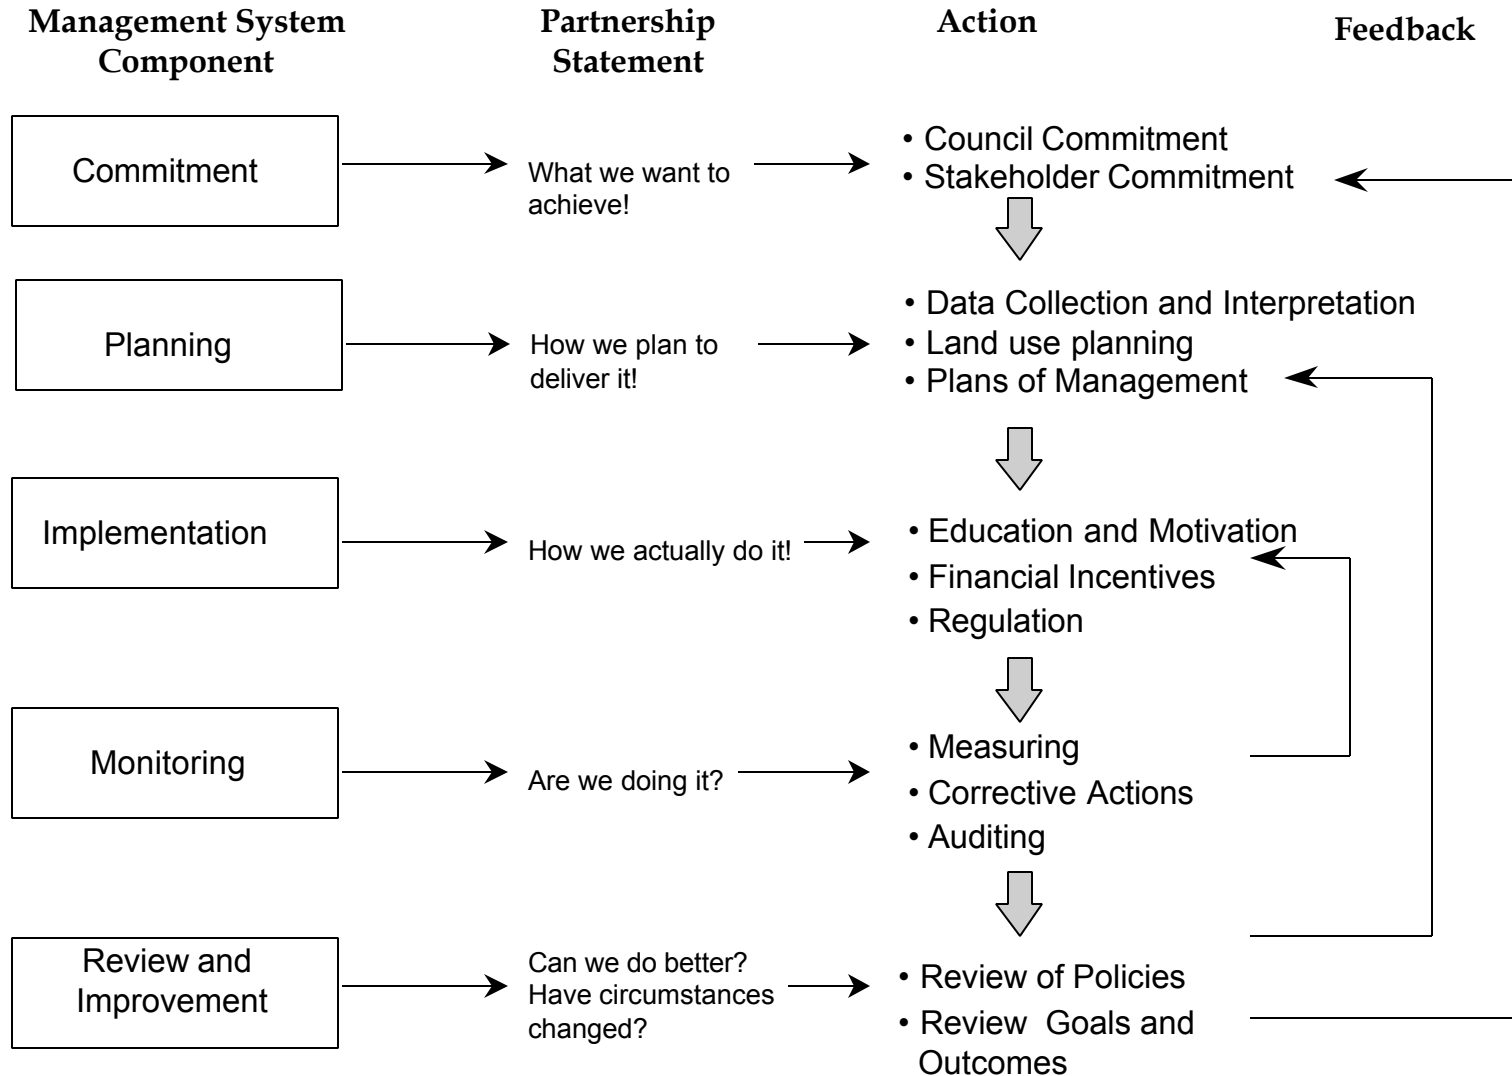 Management System
Component
Partnership
Statement
Action
Feedback
Commitment
What we want to
achieve!
• Council Commitment
• Stakeholder Commitment
Planning
How we plan to
deliver it!
• Data Collection and Interpretation
• Land use planning
• Plans of Management
Implementation
How we actually do it!
• Education and Motivation
• Financial Incentives
• Regulation
Monitoring
Are we doing it?
• Measuring
• Corrective Actions
• Auditing
Review and
Improvement
Can we do better?
Have circumstances
changed?
• Review of Policies
• Review Goals and
Outcomes